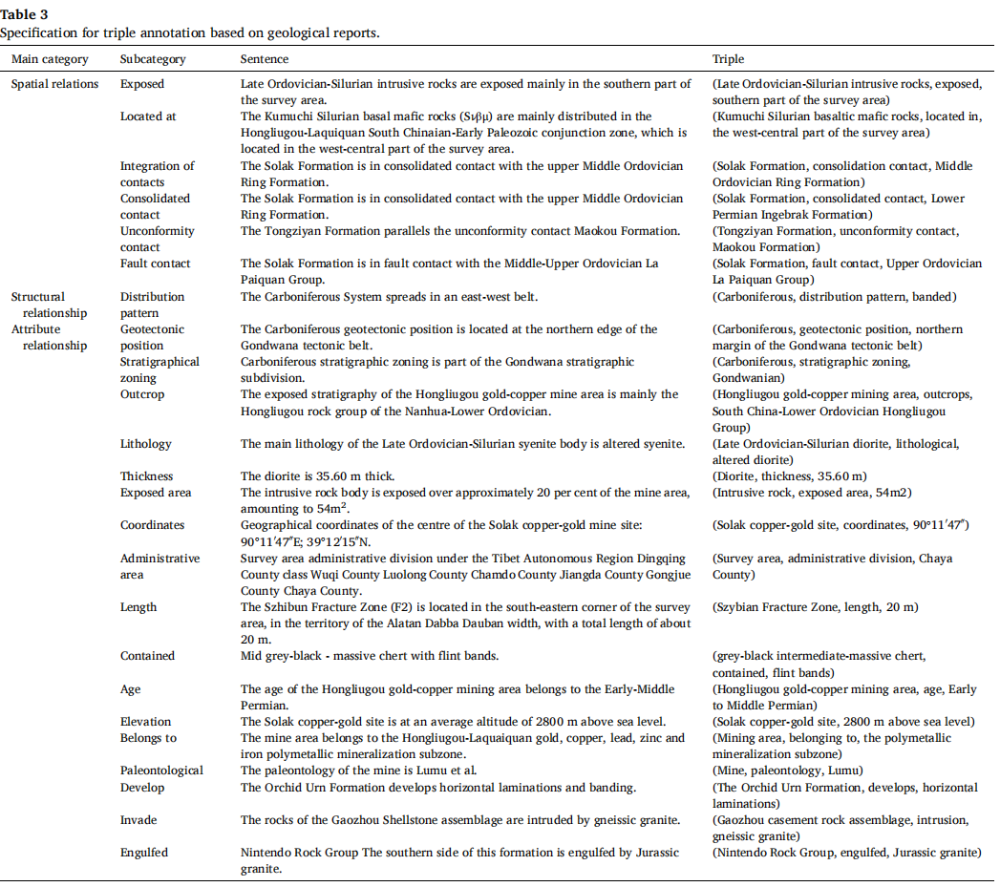 Table 3
Specification for triple annotation based on geological reports.
Main category Subcategory Sentence Triple
Spatial relations Exposed Late Ordovician-Silurian intrusive rocks are exposed mainly in the southern part of (Late Ordovician-Silurian intrusive rocks, exposed,
the survey area. southern part of the survey area)
Located at The Kumuchi Silurian basal mafic rocks (Sνβμ) are mainly distributed in the (Kumuchi Silurian basaltic mafic rocks, located in,
Hongliugou-Laquiquan South Chinaian-Early Paleozoic conjunction zone, which is the west-central part of the survey area)
located in the west-central part of the survey area.
Integration of The Solak Formation is in consolidated contact with the upper Middle Ordovician (Solak Formation, consolidation contact, Middle
contacts Ring Formation. Ordovician Ring Formation)
Consolidated The Solak Formation is in consolidated contact with the upper Middle Ordovician (Solak Formation, consolidated contact, Lower
contact Ring Formation. Permian Ingebrak Formation)
Unconformity The Tongziyan Formation parallels the unconformity contact Maokou Formation. (Tongziyan Formation, unconformity contact,
contact Maokou Formation)
Fault contact The Solak Formation is in fault contact with the Middle-Upper Ordovician La (Solak Formation, fault contact, Upper Ordovician
Paiquan Group. La Paiquan Group)
Structural Distribution The Carboniferous System spreads in an east-west belt. (Carboniferous, distribution pattern, banded)
relationship pattern
Attribute Geotectonic The Carboniferous geotectonic position is located at the northern edge of the (Carboniferous, geotectonic position, northern
relationship position Gondwana tectonic belt. margin of the Gondwana tectonic belt)
Stratigraphical Carboniferous stratigraphic zoning is part of the Gondwana stratigraphic (Carboniferous, stratigraphic zoning,
zoning subdivision. Gondwanian)
Outcrop The exposed stratigraphy of the Hongliugou gold-copper mine area is mainly the (Hongliugou gold-copper mining area, outcrops,
Hongliugou rock group of the Nanhua-Lower Ordovician. South China-Lower Ordovician Hongliugou
Group)
Lithology The main lithology of the Late Ordovician-Silurian syenite body is altered syenite. (Late Ordovician-Silurian diorite, lithological,
altered diorite)
Thickness The diorite is 35.60 m thick. (Diorite, thickness, 35.60 m)
Exposed area The intrusive rock body is exposed over approximately 20 per cent of the mine area, (Intrusive rock, exposed area, 54m2)
amounting to 54m².
Coordinates Geographical coordinates of the centre of the Solak copper-gold mine site: (Solak copper-gold site, coordinates, 90°11′47″)
90°11′47″E; 39°12′15″N.
Administrative Survey area administrative division under the Tibet Autonomous Region Dingqing (Survey area, administrative division, Chaya
area County class Wuqi County Luolong County Chamdo County Jiangda County Gongjue County)
County Chaya County.
Length The Szhibun Fracture Zone (F2) is located in the south-eastern corner of the survey (Szybian Fracture Zone, length, 20 m)
area, in the territory of the Alatan Dabba Dauban width, with a total length of about
20 m.
Contained Mid grey-black - massive chert with flint bands. (grey-black intermediate-massive chert,
contained, flint bands)
Age The age of the Hongliugou gold-copper mining area belongs to the Early-Middle (Hongliugou gold-copper mining area, age, Early
Permian. to Middle Permian)
Elevation The Solak copper-gold site is at an average altitude of 2800 m above sea level. (Solak copper-gold site, 2800 m above sea level)
Belongs to The mine area belongs to the Hongliugou-Laquaiquan gold, copper, lead, zinc and (Mining area, belonging to, the polymetallic
iron polymetallic mineralization subzone. mineralization subzone)
Paleontological The paleontology of the mine is Lumu et al. (Mine, paleontology, Lumu)
Develop The Orchid Urn Formation develops horizontal laminations and banding. (The Orchid Urn Formation, develops, horizontal
laminations)
Invade The rocks of the Gaozhou Shellstone assemblage are intruded by gneissic granite. (Gaozhou casement rock assemblage, intrusion,
gneissic granite)
Engulfed Nintendo Rock Group The southern side of this formation is engulfed by Jurassic (Nintendo Rock Group, engulfed, Jurassic granite)
granite.